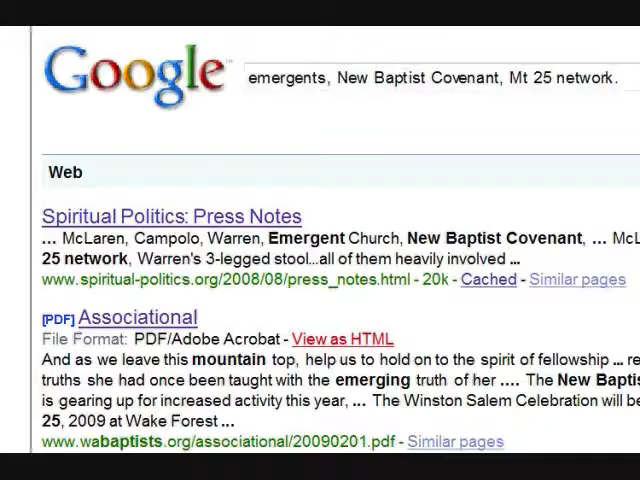 Google™
emergents, New Baptist Covenant, Mt 25 network.
Web
Spiritual Politics: Press Notes
... McLaren, Campolo, Warren, Emergent Church, New Baptist Covenant, ... McL
25 network, Warren's 3-legged stool...all of them heavily involved ...
www.spiritual-politics.org/2008/08/press_notes.html - 20k - Cached - Similar pages
[PDF] Associational
File Format: PDF/Adobe Acrobat - View as HTML
And as we leave this mountain top, help us to hold on to the spirit of fellowship ... re
truths she had once been taught with the emerging truth of her .... The New Baptis
is gearing up for increased activity this year, ... The Winston Salem Celebration will be
25, 2009 at Wake Forest ...
www.wabaptists.org/associational/20090201.pdf - Similar pages